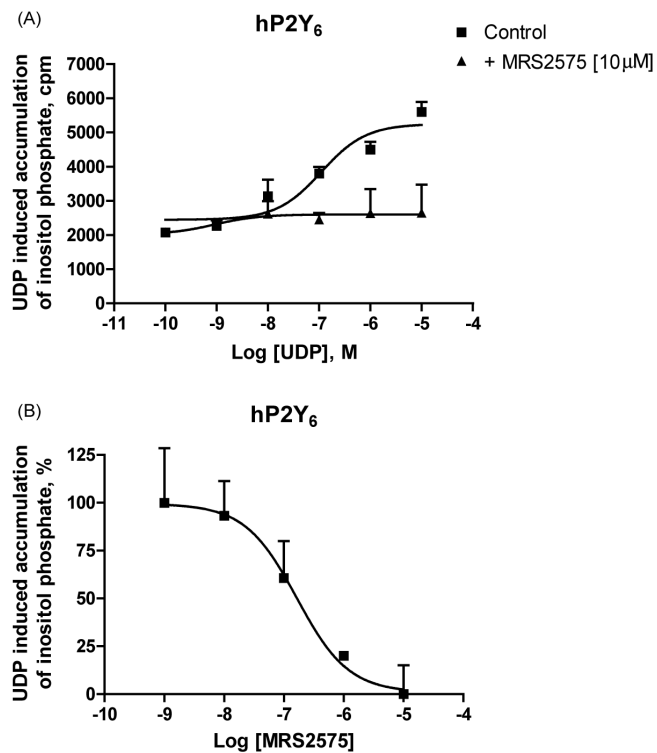 (A)
hP2Y6
Control
+ MRS2575 [10µM]
UDP induced accumulation
of inositol phosphate, cpm
7000
6000
5000
4000
3000
2000
1000
0
-11 -10 -9 -8 -7 -6 -5 -4
Log [UDP], M
(B)
hP2Y6
UDP induced accumulation
of inositol phosphate, %
125
100
75
50
25
0
-10 -9 -8 -7 -6 -5 -4
Log [MRS2575]